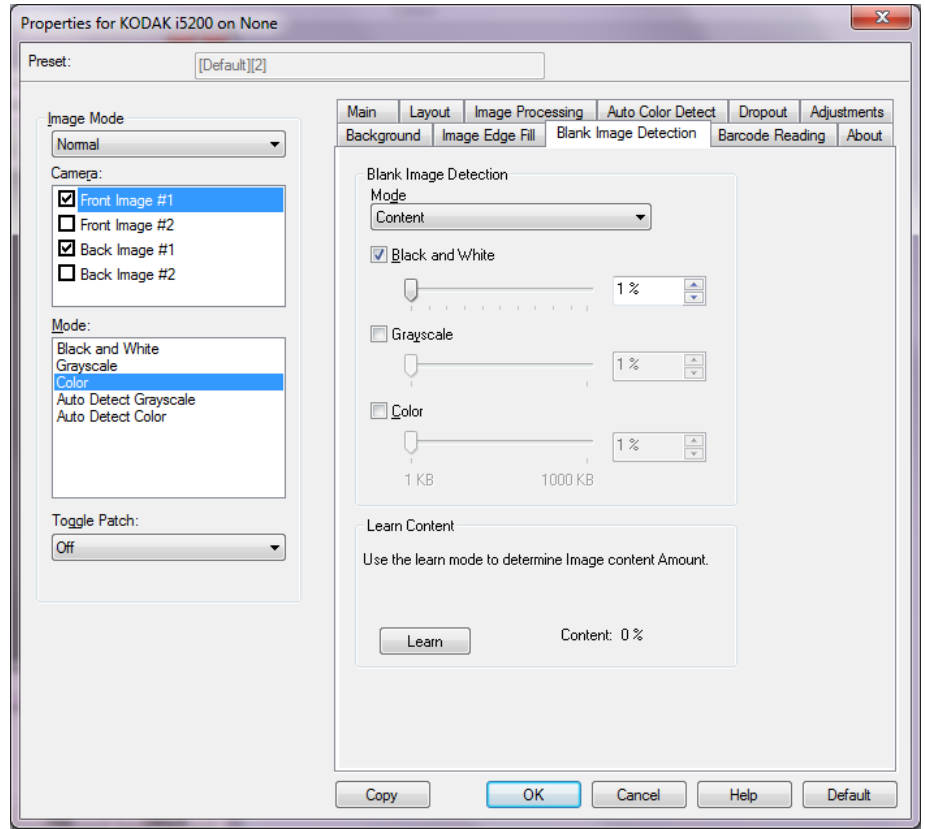 Properties for KODAK i5200 on None
Preset:
[Default][2]
Image Mode
Normal
Camera:
Front Image #1
Front Image #2
Back Image #1
Back Image #2
Mode:
Black and White
Grayscale
Color
Auto Detect Grayscale
Auto Detect Color
Toggle Patch:
Off
Main Layout Image Processing Auto Color Detect Dropout Adjustments
Background Image Edge Fill Blank Image Detection Barcode Reading About
Blank Image Detection
Mode
Content
Black and White
1 %
Grayscale
1 %
Color
1 %
1 KB 1000 KB
Learn Content
Use the learn mode to determine Image content Amount.
Learn Content: 0 %
Copy OK Cancel Help Default